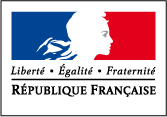 Liberté • Égalité • Fraternité
RÉPUBLIQUE FRANÇAISE